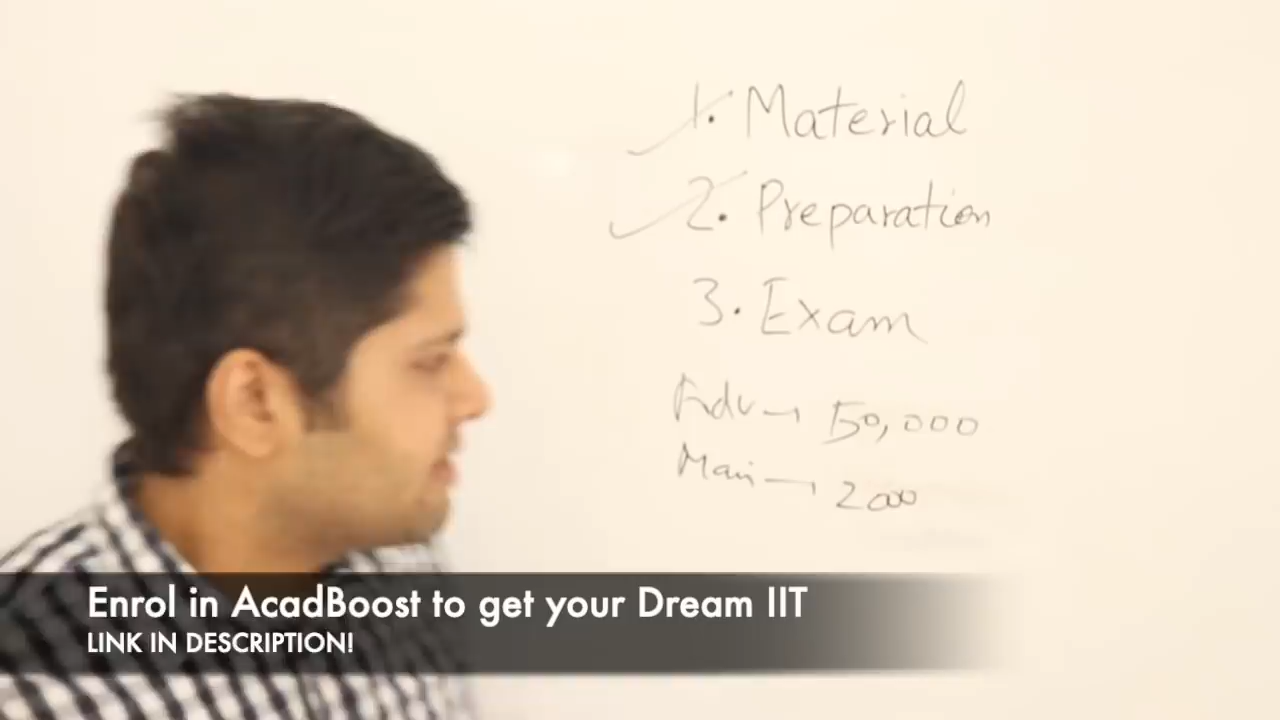 1. Material
2. Preparation
3. Exam
Adv → 50,000
Main → 2000
Enrol in AcadBoost to get your Dream IIT
LINK IN DESCRIPTION!